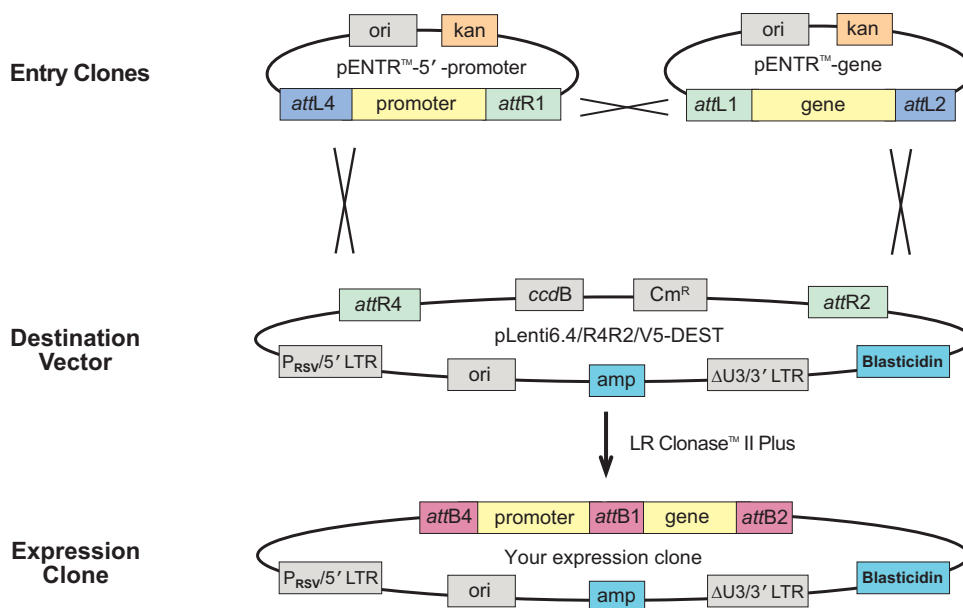 Entry Clones
ori
kan
pENTR™-5′ -promoter
attL4
promoter
attR1
ori
kan
pENTR™-gene
attL1
gene
attL2
Destination
Vector
attR4
ccdB
CmR
attR2
pLenti6.4/R4R2/V5-DEST
PRSV/5′ LTR
ori
amp
ΔU3/3′ LTR
Blasticidin
LR Clonase™ II Plus
Expression
Clone
attB4
promoter
attB1
gene
attB2
Your expression clone
PRSV/5′ LTR
ori
amp
ΔU3/3′ LTR
Blasticidin